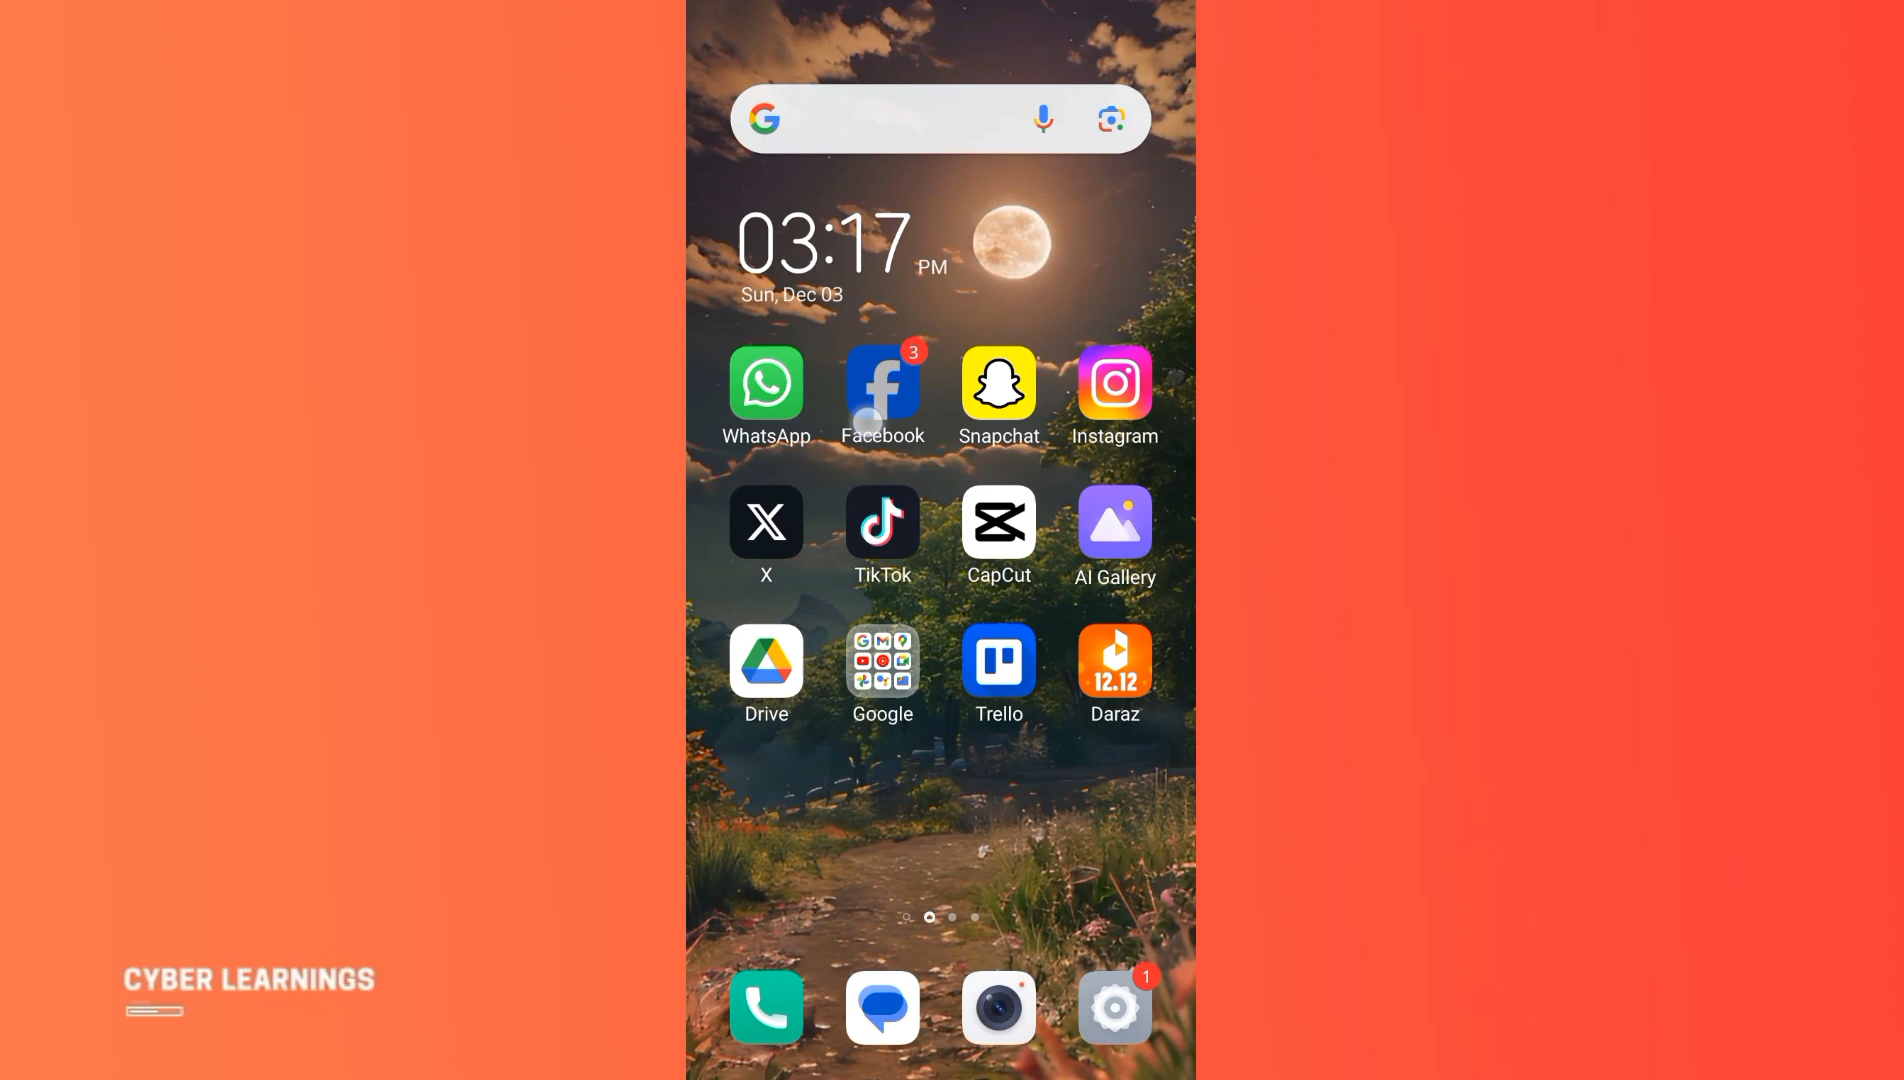 03:17 PM
Sun, Dec 03
3
WhatsApp Facebook Snapchat Instagram
X TikTok CapCut AI Gallery
12.12
Drive Google Trello Daraz
CYBER LEARNINGS
1